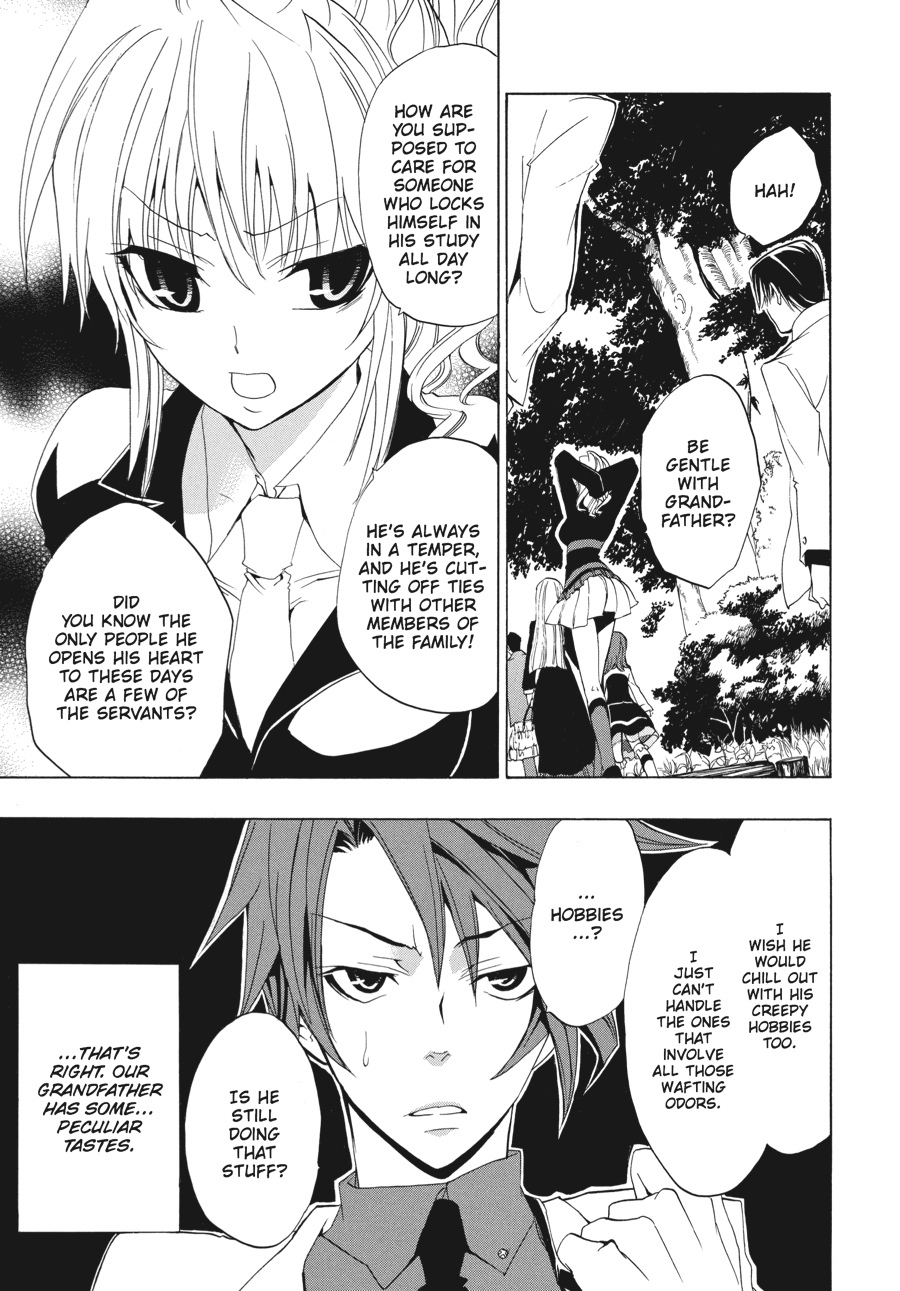 HAH!
BE
GENTLE
WITH
GRAND-
FATHER?
HOW ARE
YOU SUP-
POSED TO
CARE FOR
SOMEONE
WHO LOCKS
HIMSELF IN
HIS STUDY
ALL DAY
LONG?
HE'S ALWAYS
IN A TEMPER,
AND HE'S CUT-
TING OFF TIES
WITH OTHER
MEMBERS OF
THE FAMILY!
DID
YOU KNOW THE
ONLY PEOPLE HE
OPENS HIS HEART
TO THESE DAYS
ARE A FEW OF
THE SERVANTS?
I
WISH HE
WOULD
CHILL OUT
WITH HIS
CREEPY
HOBBIES
TOO.
I
JUST
CAN'T
HANDLE
THE ONES
THAT
INVOLVE
ALL THOSE
WAFTING
ODORS.
...
HOBBIES
...?
IS HE
STILL
DOING
THAT
STUFF?
...THAT'S
RIGHT. OUR
GRANDFATHER
HAS SOME...
PECULIAR
TASTES.